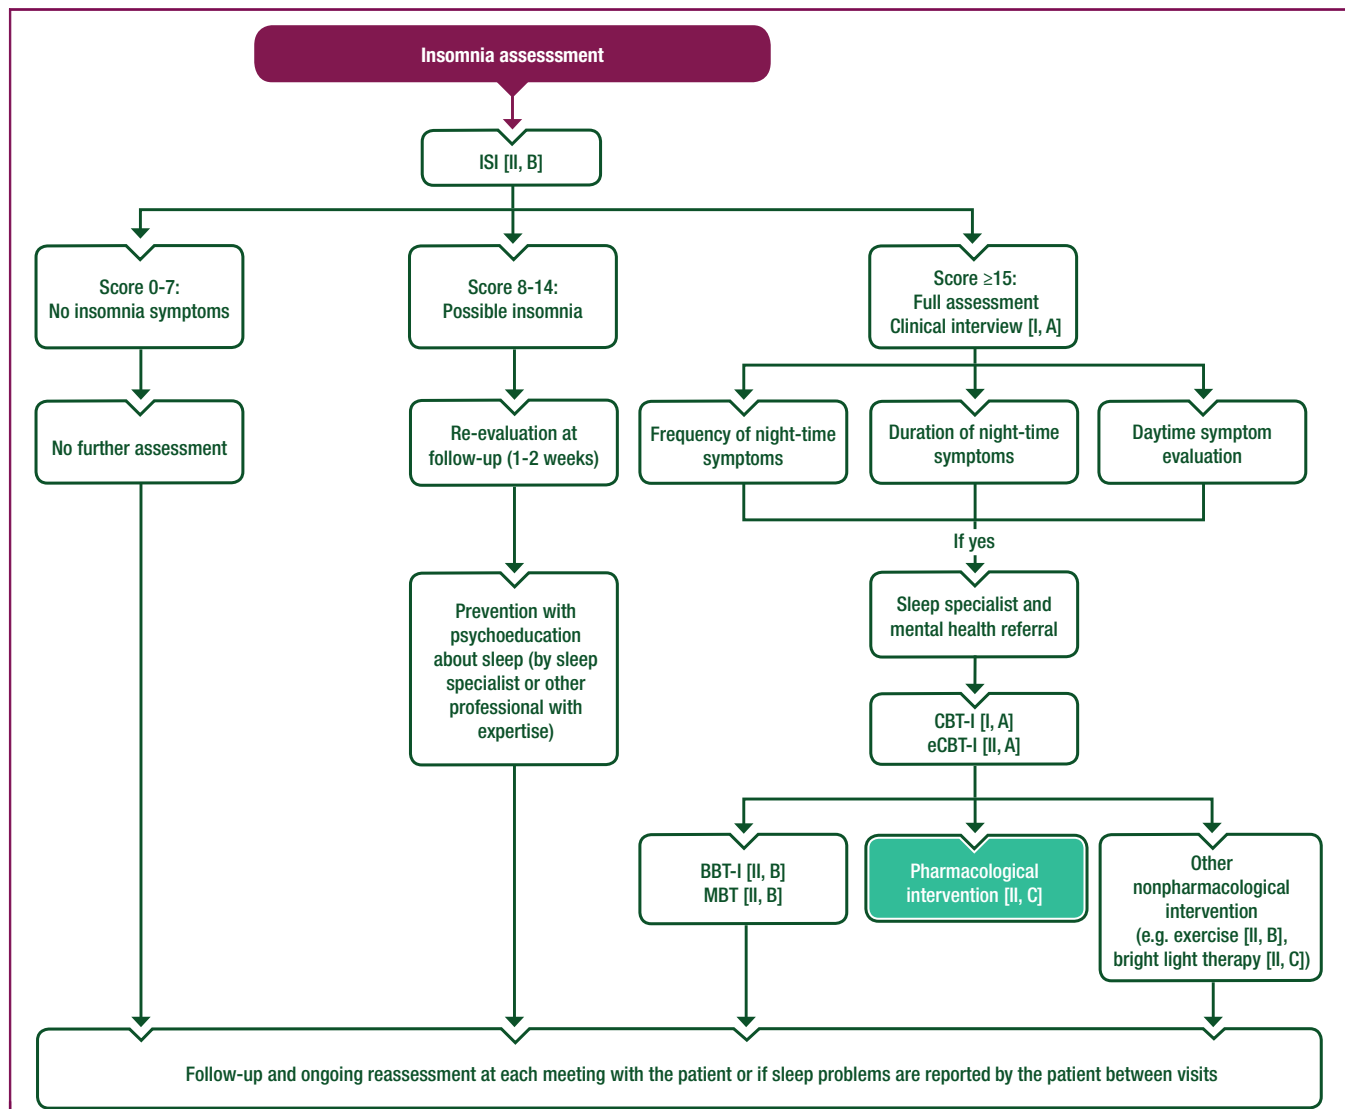 Insomnia assesssment
ISI [II, B]
Score 0-7:
No insomnia symptoms
Score 8-14:
Possible insomnia
Score ≥15:
Full assessment
Clinical interview [I, A]
No further assessment
Re-evaluation at
follow-up (1-2 weeks)
Frequency of night-time
symptoms
Duration of night-time
symptoms
Daytime symptom
evaluation
If yes
Prevention with
psychoeducation
about sleep (by sleep
specialist or other
professional with
expertise)
Sleep specialist and
mental health referral
CBT-I [I, A]
eCBT-I [II, A]
BBT-I [II, B]
MBT [II, B]
Pharmacological
intervention [II, C]
Other
nonpharmacological
intervention
(e.g. exercise [II, B],
bright light therapy [II, C])
Follow-up and ongoing reassessment at each meeting with the patient or if sleep problems are reported by the patient between visits